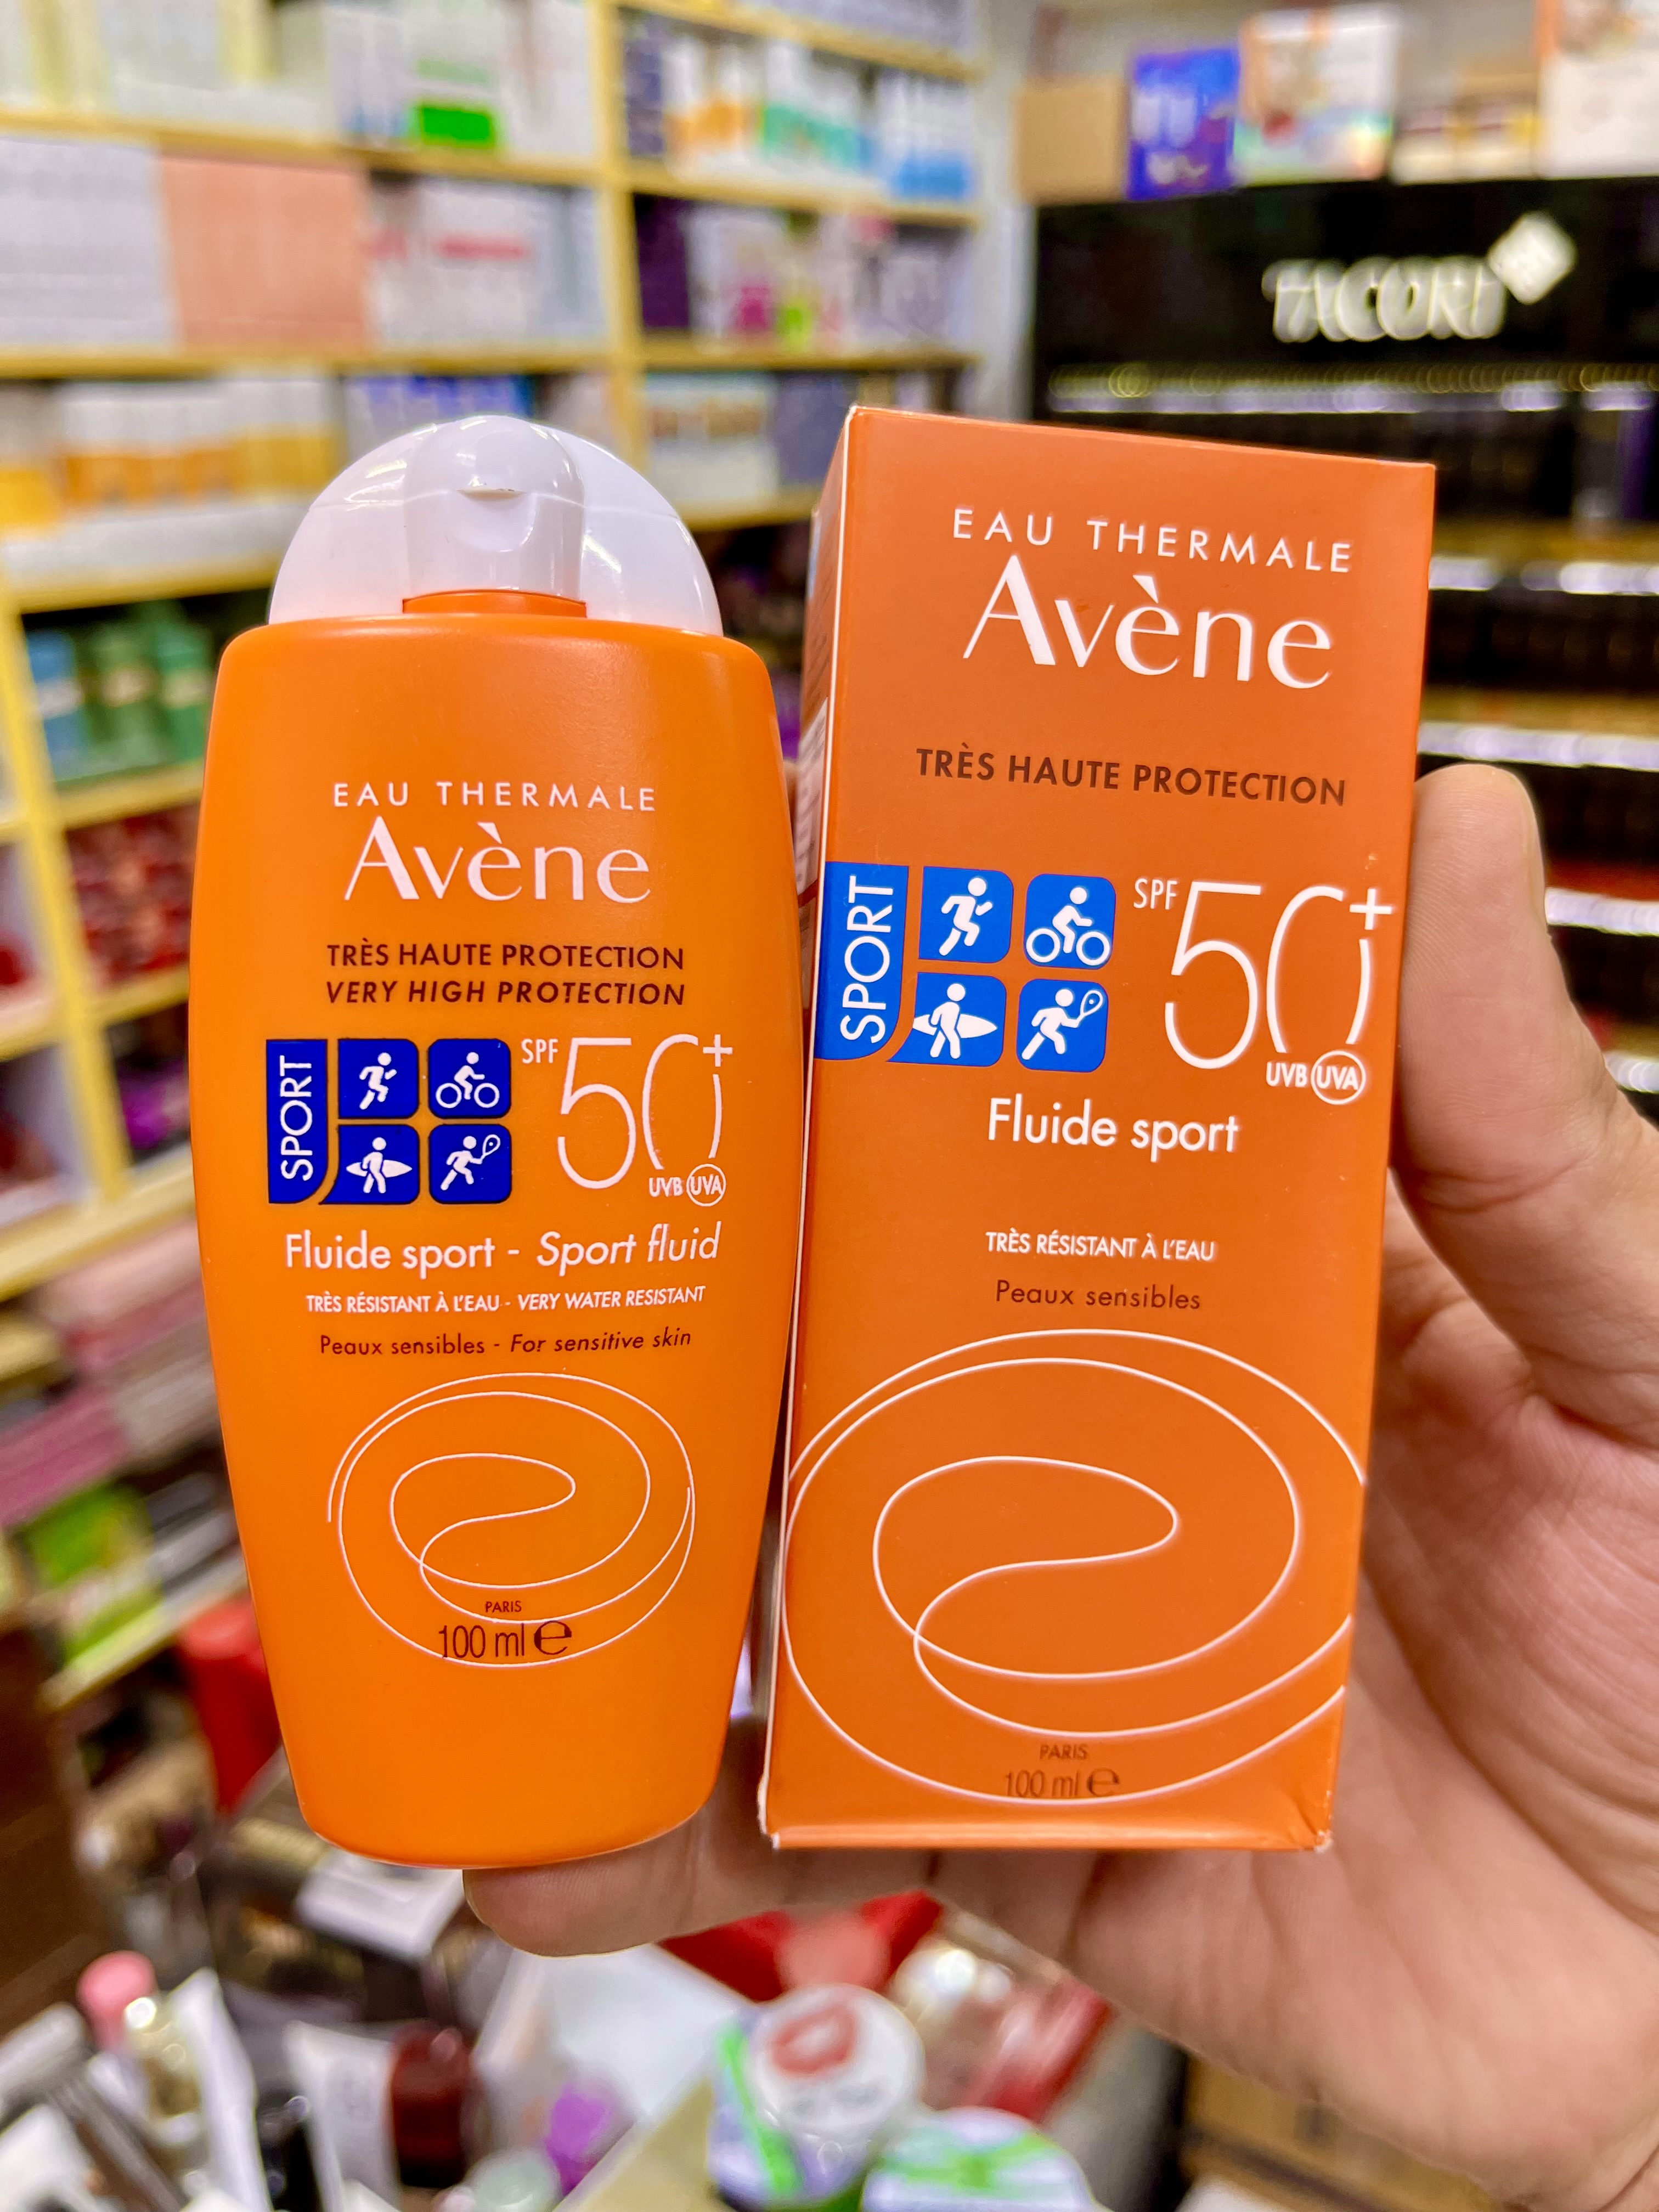 TACORI
EAU THERMALE
Avène
TRÈS HAUTE PROTECTION
VERY HIGH PROTECTION
SPORT
SPF 50+
UVB UVA
Fluide sport - Sport fluid
TRÈS RÉSISTANT À L'EAU - VERY WATER RESISTANT
Peaux sensibles - For sensitive skin
PARIS
100 ml e
EAU THERMALE
Avène
TRÈS HAUTE PROTECTION
SPORT
SPF 50+
UVB UVA
Fluide sport
TRÈS RÉSISTANT À L'EAU
Peaux sensibles
PARIS
100 ml e